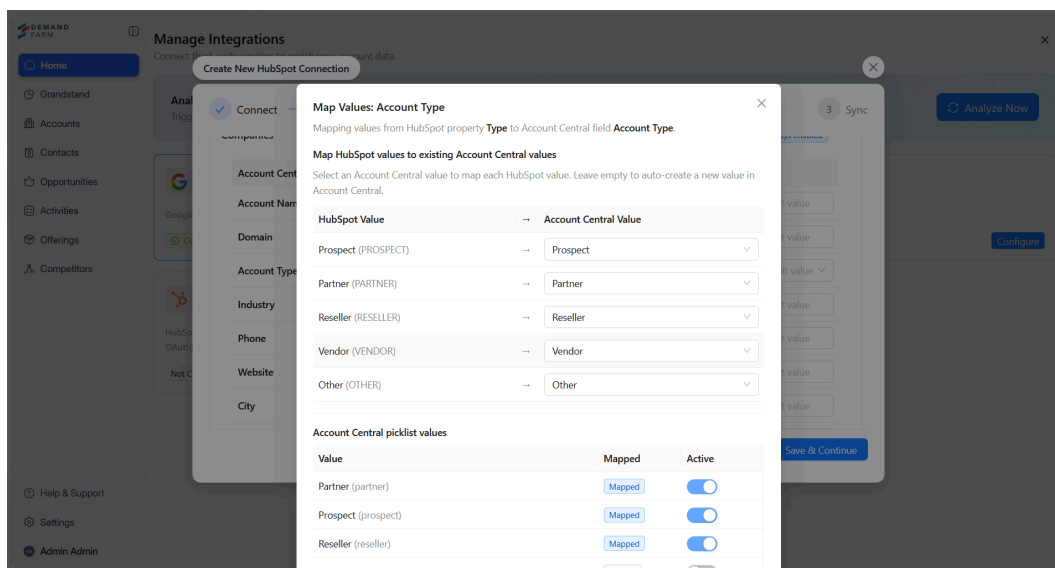 DEMAND
FARM
Home
Grandstand
Accounts
Contacts
Opportunities
Activities
Offerings
Competitors
Help & Support
Settings
Admin Admin
Manage Integrations
Analyze Now
Configure
Create New HubSpot Connection
Connect
3 Sync
Companies
Account Cent
Account Nam
Domain
Account Type
Industry
Phone
Website
City
Save & Continue
Map Values: Account Type
Mapping values from HubSpot property Type to Account Central field Account Type.
Map HubSpot values to existing Account Central values
Select an Account Central value to map each HubSpot value. Leave empty to auto-create a new value in
Account Central.
HubSpot Value → Account Central Value
Prospect (PROSPECT) → Prospect
Partner (PARTNER) → Partner
Reseller (RESELLER) → Reseller
Vendor (VENDOR) → Vendor
Other (OTHER) → Other
Account Central picklist values
Value Mapped Active
Partner (partner) Mapped
Prospect (prospect) Mapped
Reseller (reseller) Mapped